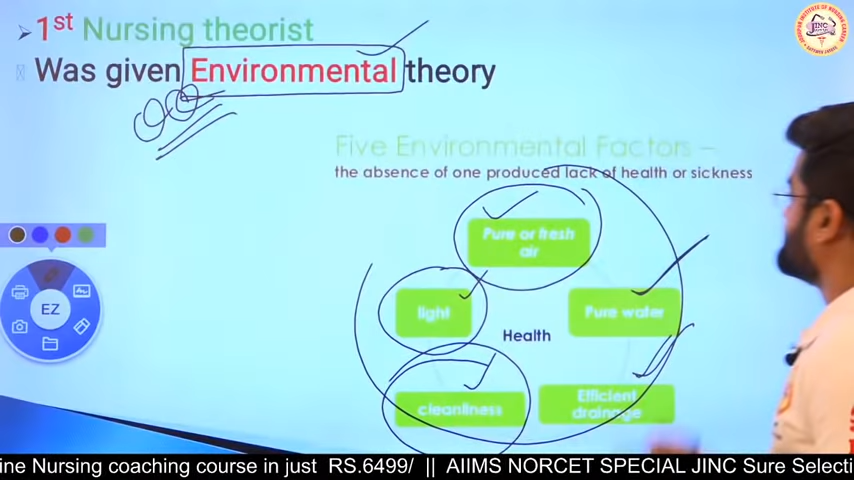 1st Nursing theorist
Was given Environmental theory
Five Environmental Factors –
the absence of one produced lack of health or sickness
Pure or fresh
air
light
Pure water
Health
cleanliness
Efficient
drainage
EZ
JINC
ine Nursing coaching course in just RS.6499/ || AIIMS NORCET SPECIAL JINC Sure Selecti